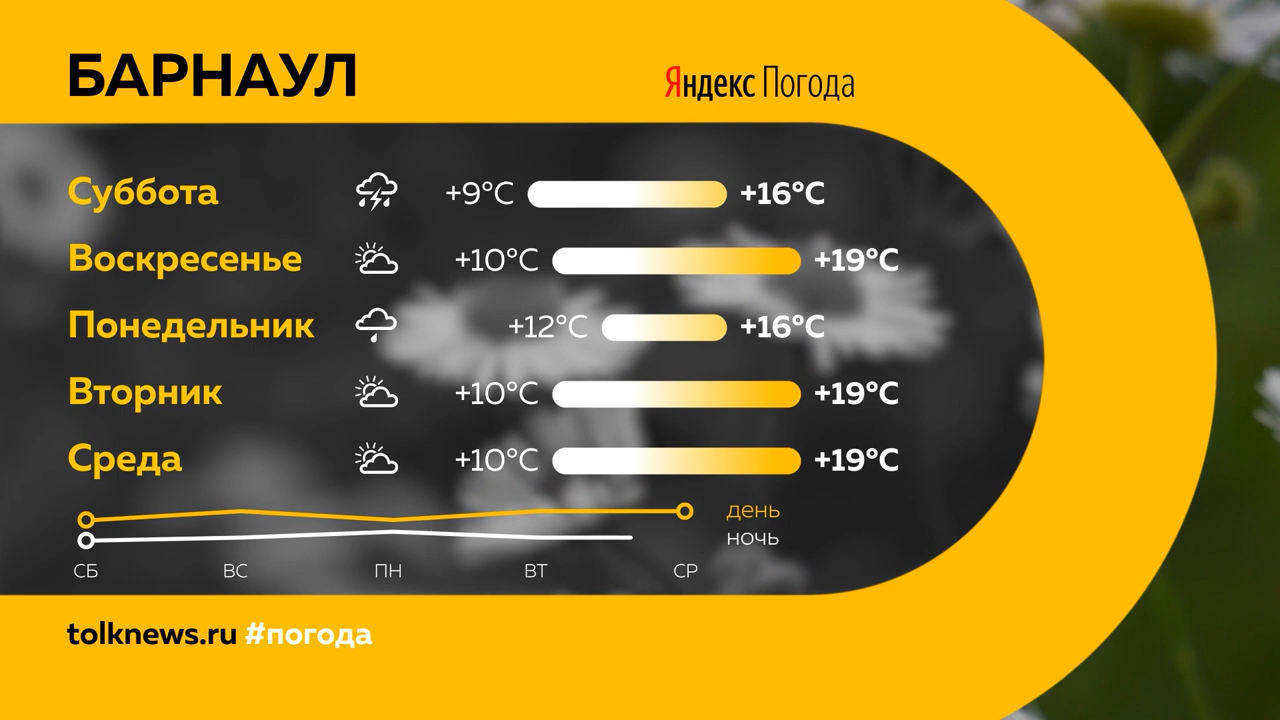 БАРНАУЛ
Яндекс Погода
Суббота +9°C +16°C
Воскресенье +10°C +19°C
Понедельник +12°C +16°C
Вторник +10°C +19°C
Среда +10°C +19°C
день
ночь
СБ ВС ПН ВТ СР
tolknews.ru #погода